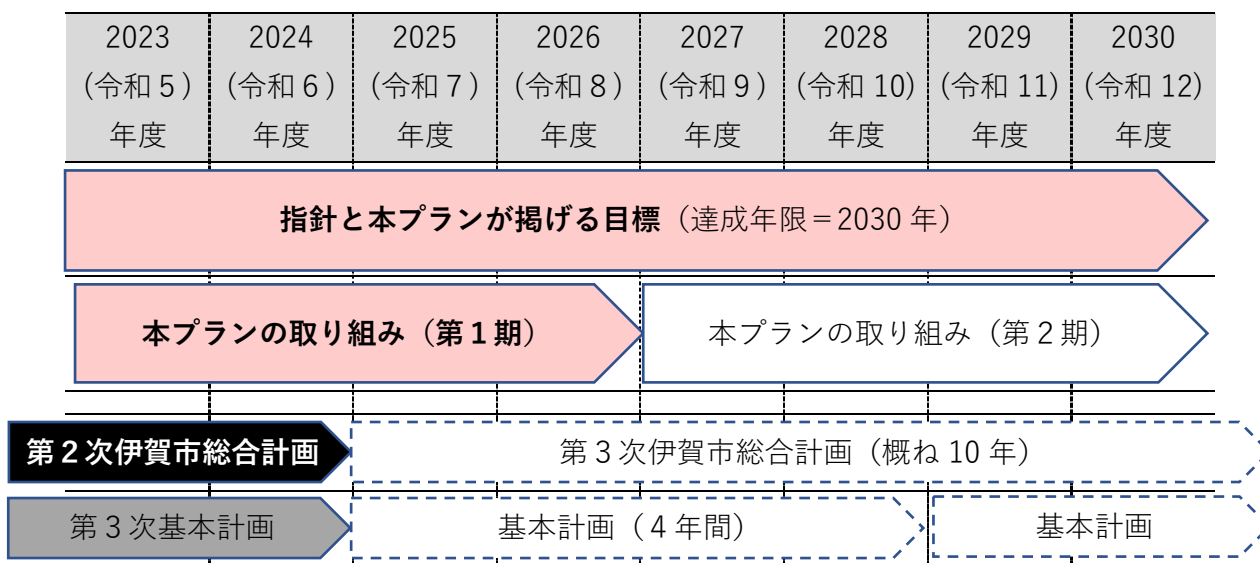 2023 2024 2025 2026 2027 2028 2029 2030
(令和５) (令和６) (令和７) (令和８) (令和９) (令和 10) (令和 11) (令和 12)
年度 年度 年度 年度 年度 年度 年度 年度
指針と本プランが掲げる目標（達成年限＝2030 年）
本プランの取り組み（第１期） 本プランの取り組み（第２期）
第２次伊賀市総合計画 第３次伊賀市総合計画（概ね 10 年）
第３次基本計画 基本計画（４年間） 基本計画